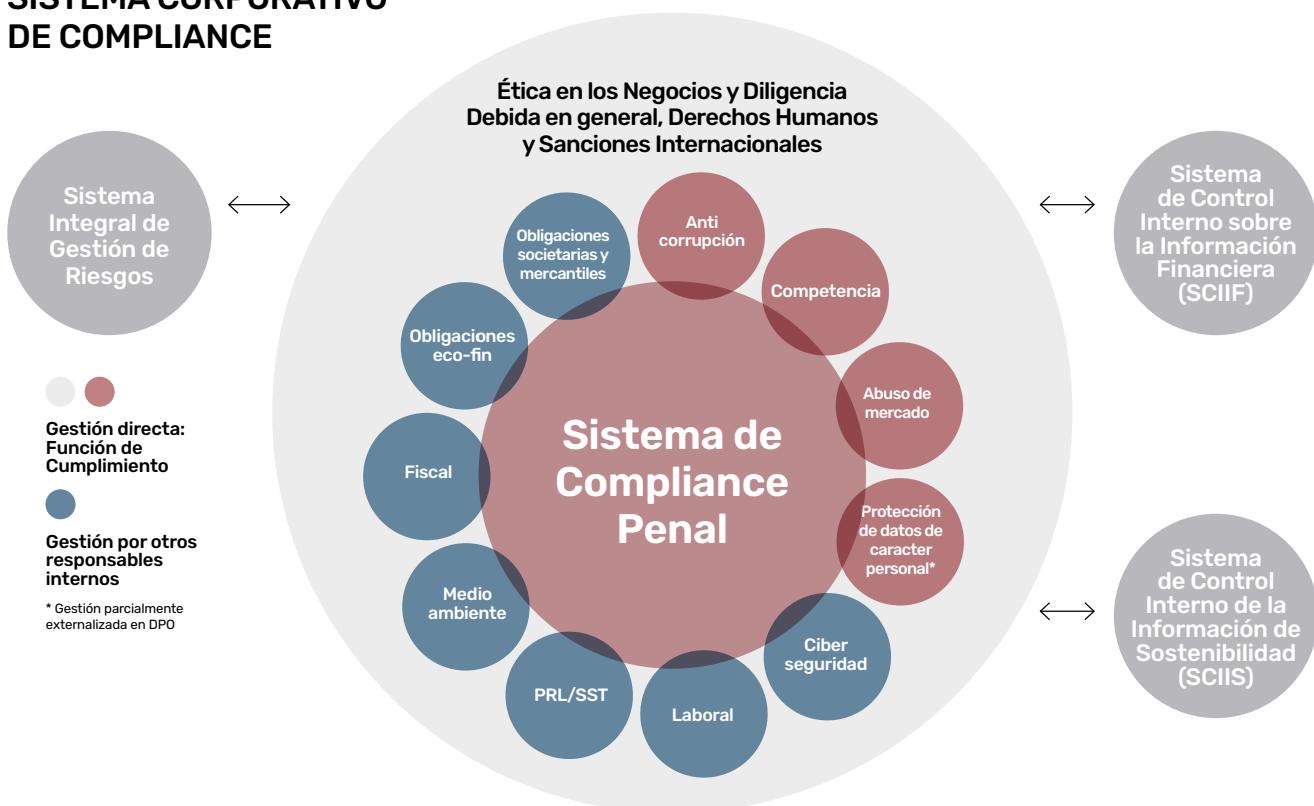 SISTEMA CORPORATIVO
DE COMPLIANCE
Ética en los Negocios y Diligencia
Debida en general, Derechos Humanos
y Sanciones Internacionales
Sistema
Integral de
Gestión de
Riesgos
Sistema
de Control
Interno sobre
la Información
Financiera
(SCIIF)
Anti
corrupción
Obligaciones
societarias y
mercantiles
Competencia
Obligaciones
eco-fin
Abuso de
mercado
Sistema de
Compliance
Penal
Fiscal
Protección
de datos de
caracter
personal*
Medio
ambiente
Ciber
seguridad
PRL/SST
Laboral
Gestión directa:
Función de
Cumplimiento
Gestión por otros
responsables
internos
* Gestión parcialmente
externalizada en DPO
Sistema
de Control
Interno de la
Información de
Sostenibilidad
(SCIIS)